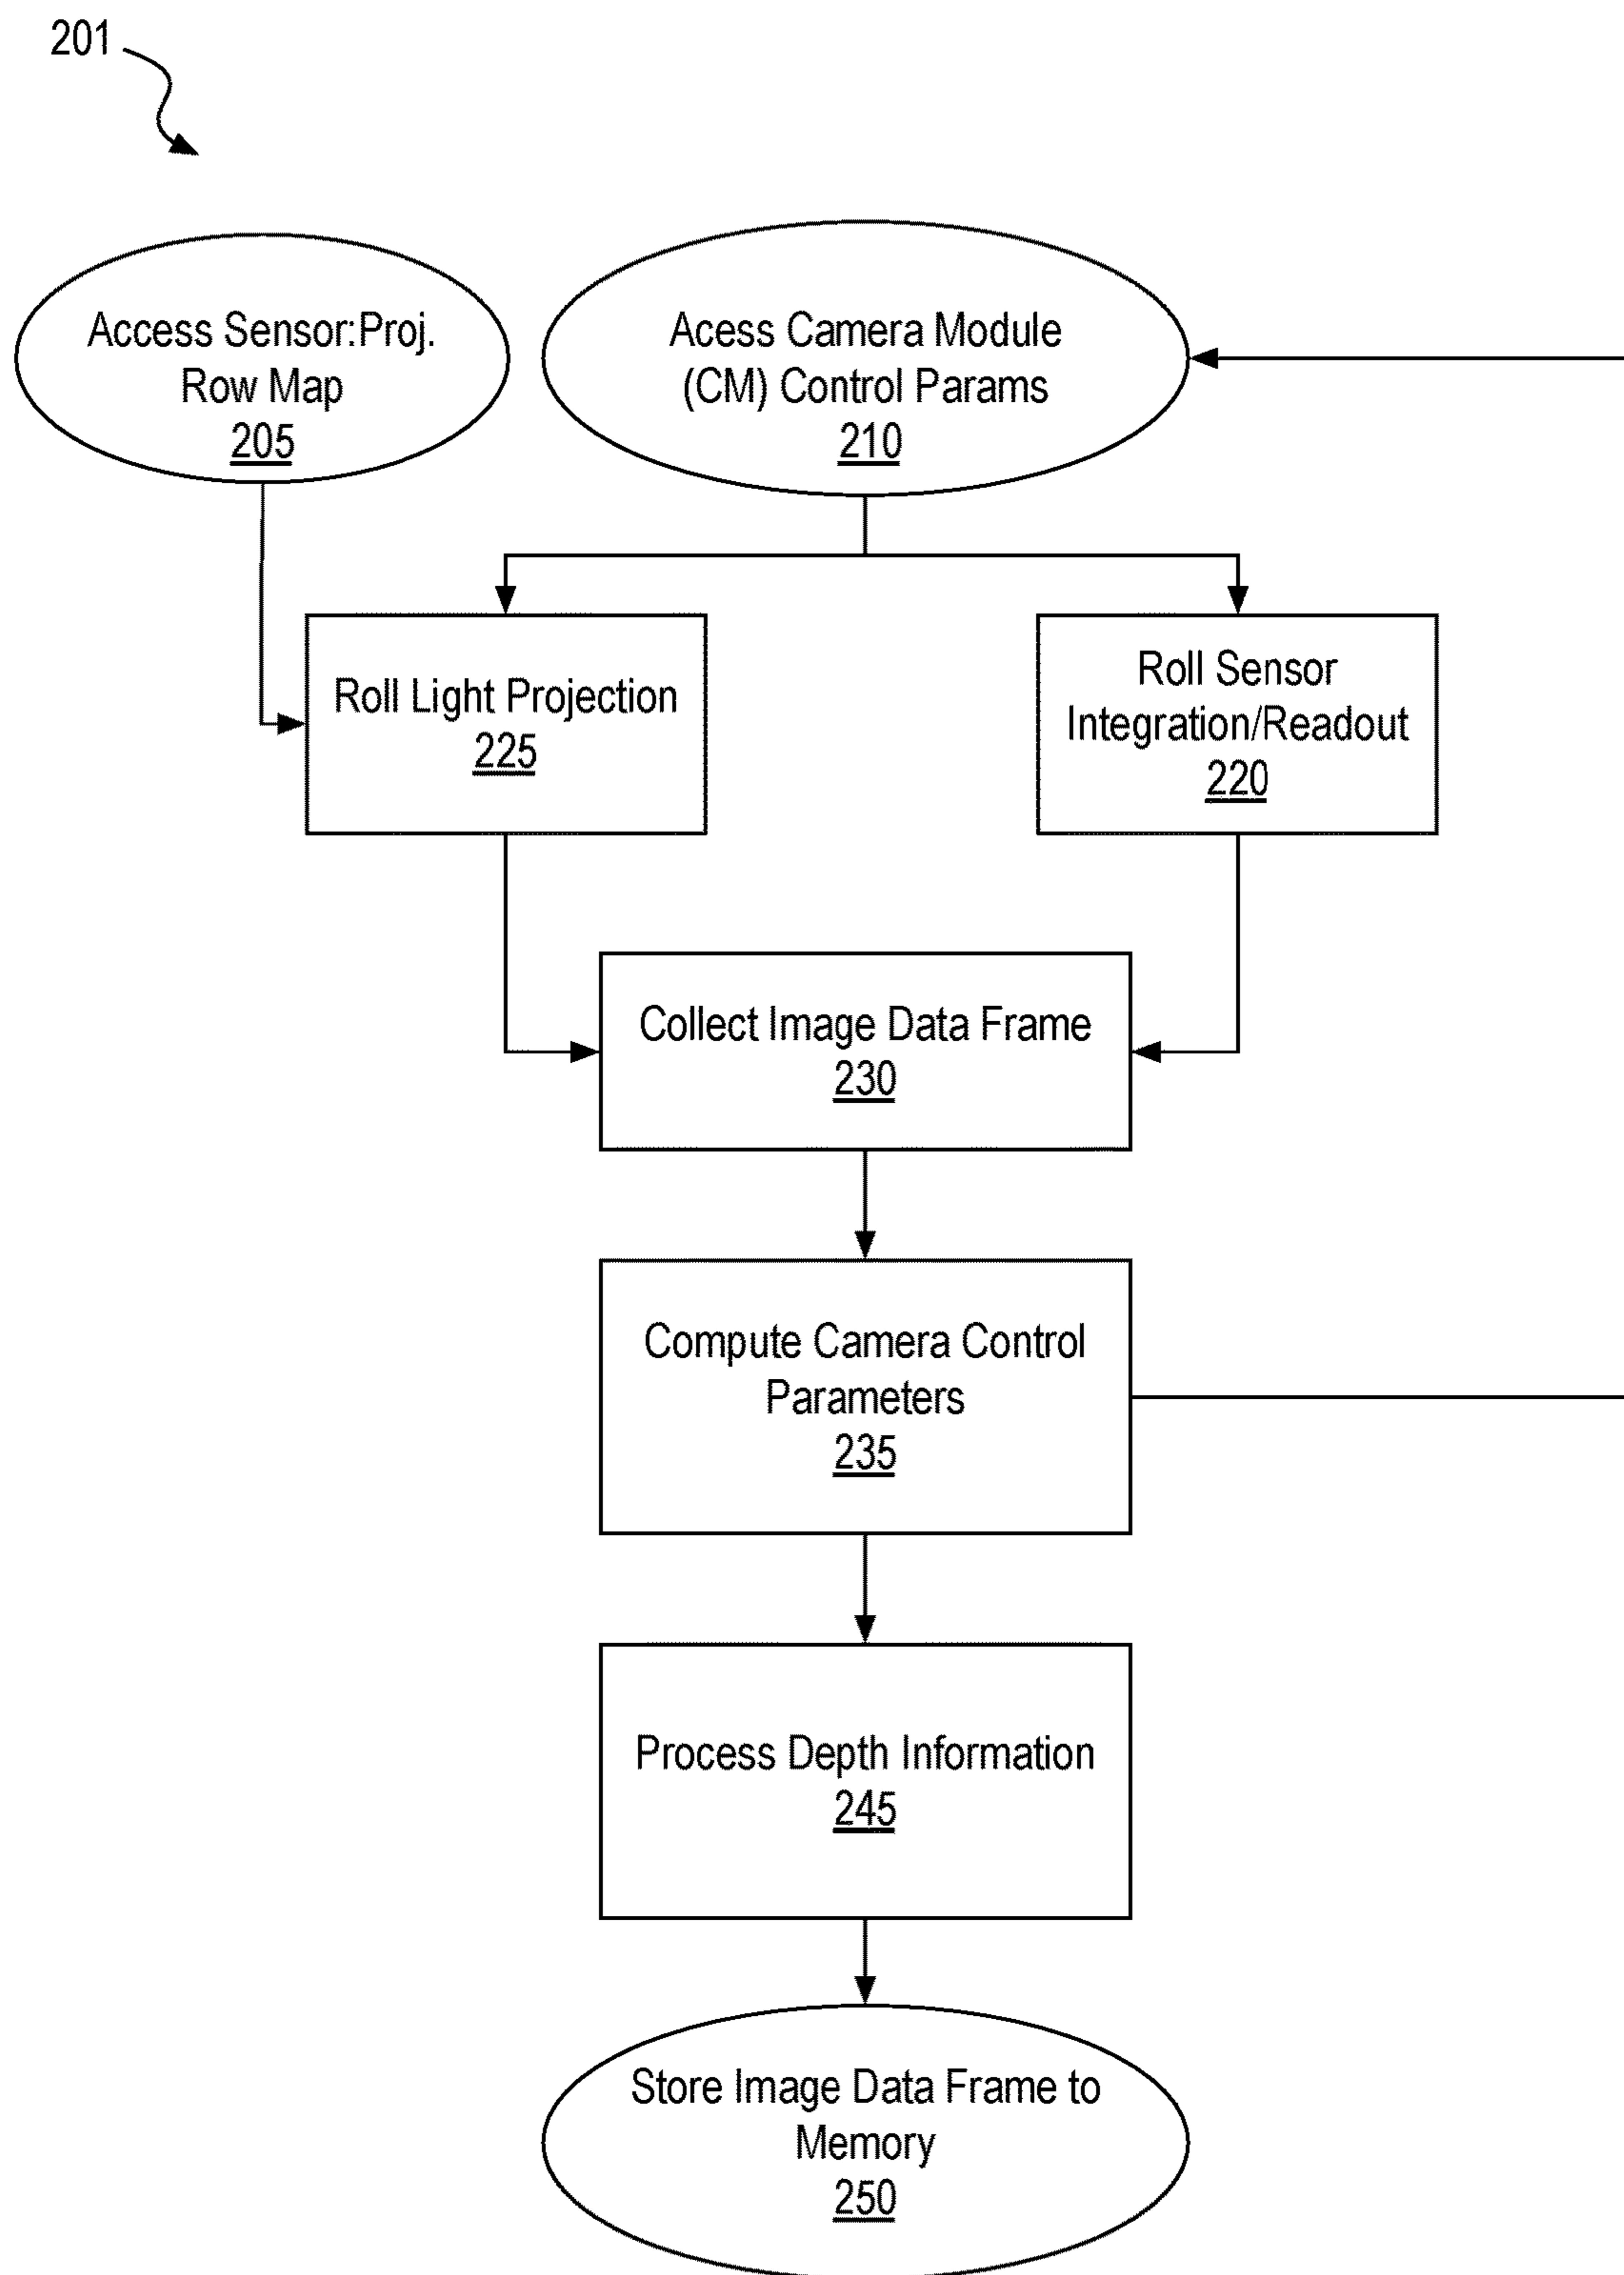 201
Access Sensor:Proj.
Row Map
205
Acess Camera Module
(CM) Control Params
210
Roll Light Projection
225
Roll Sensor
Integration/Readout
220
Collect Image Data Frame
230
Compute Camera Control
Parameters
235
Process Depth Information
245
Store Image Data Frame to
Memory
250